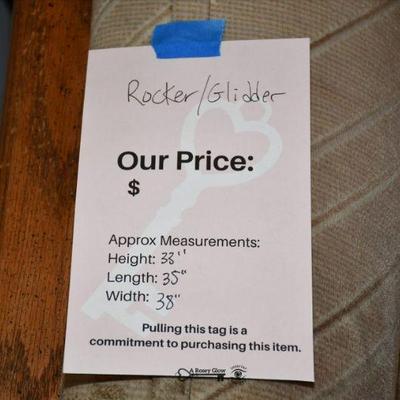 Rocker/Glidder
Our Price:
$
Approx Measurements:
Height: 38''
Length: 35"
Width: 38"
Pulling this tag is a
commitment to purchasing this item.
A Rosey Glow